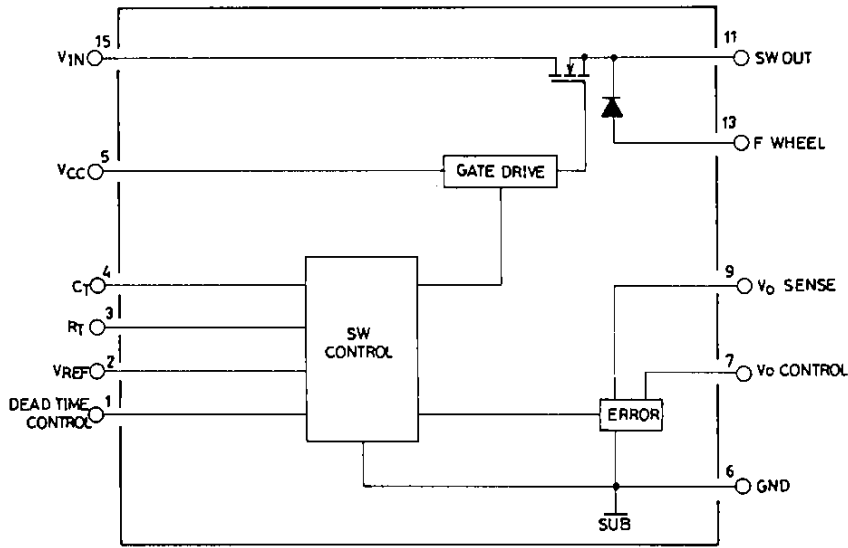 15
VIN
11
SW OUT
13
F WHEEL
5
VCC
GATE DRIVE
4
CT
9
Vo SENSE
3
RT
SW
CONTROL
2
VREF
7
Vo CONTROL
DEAD TIME
CONTROL
1
ERROR
6
GND
SUB